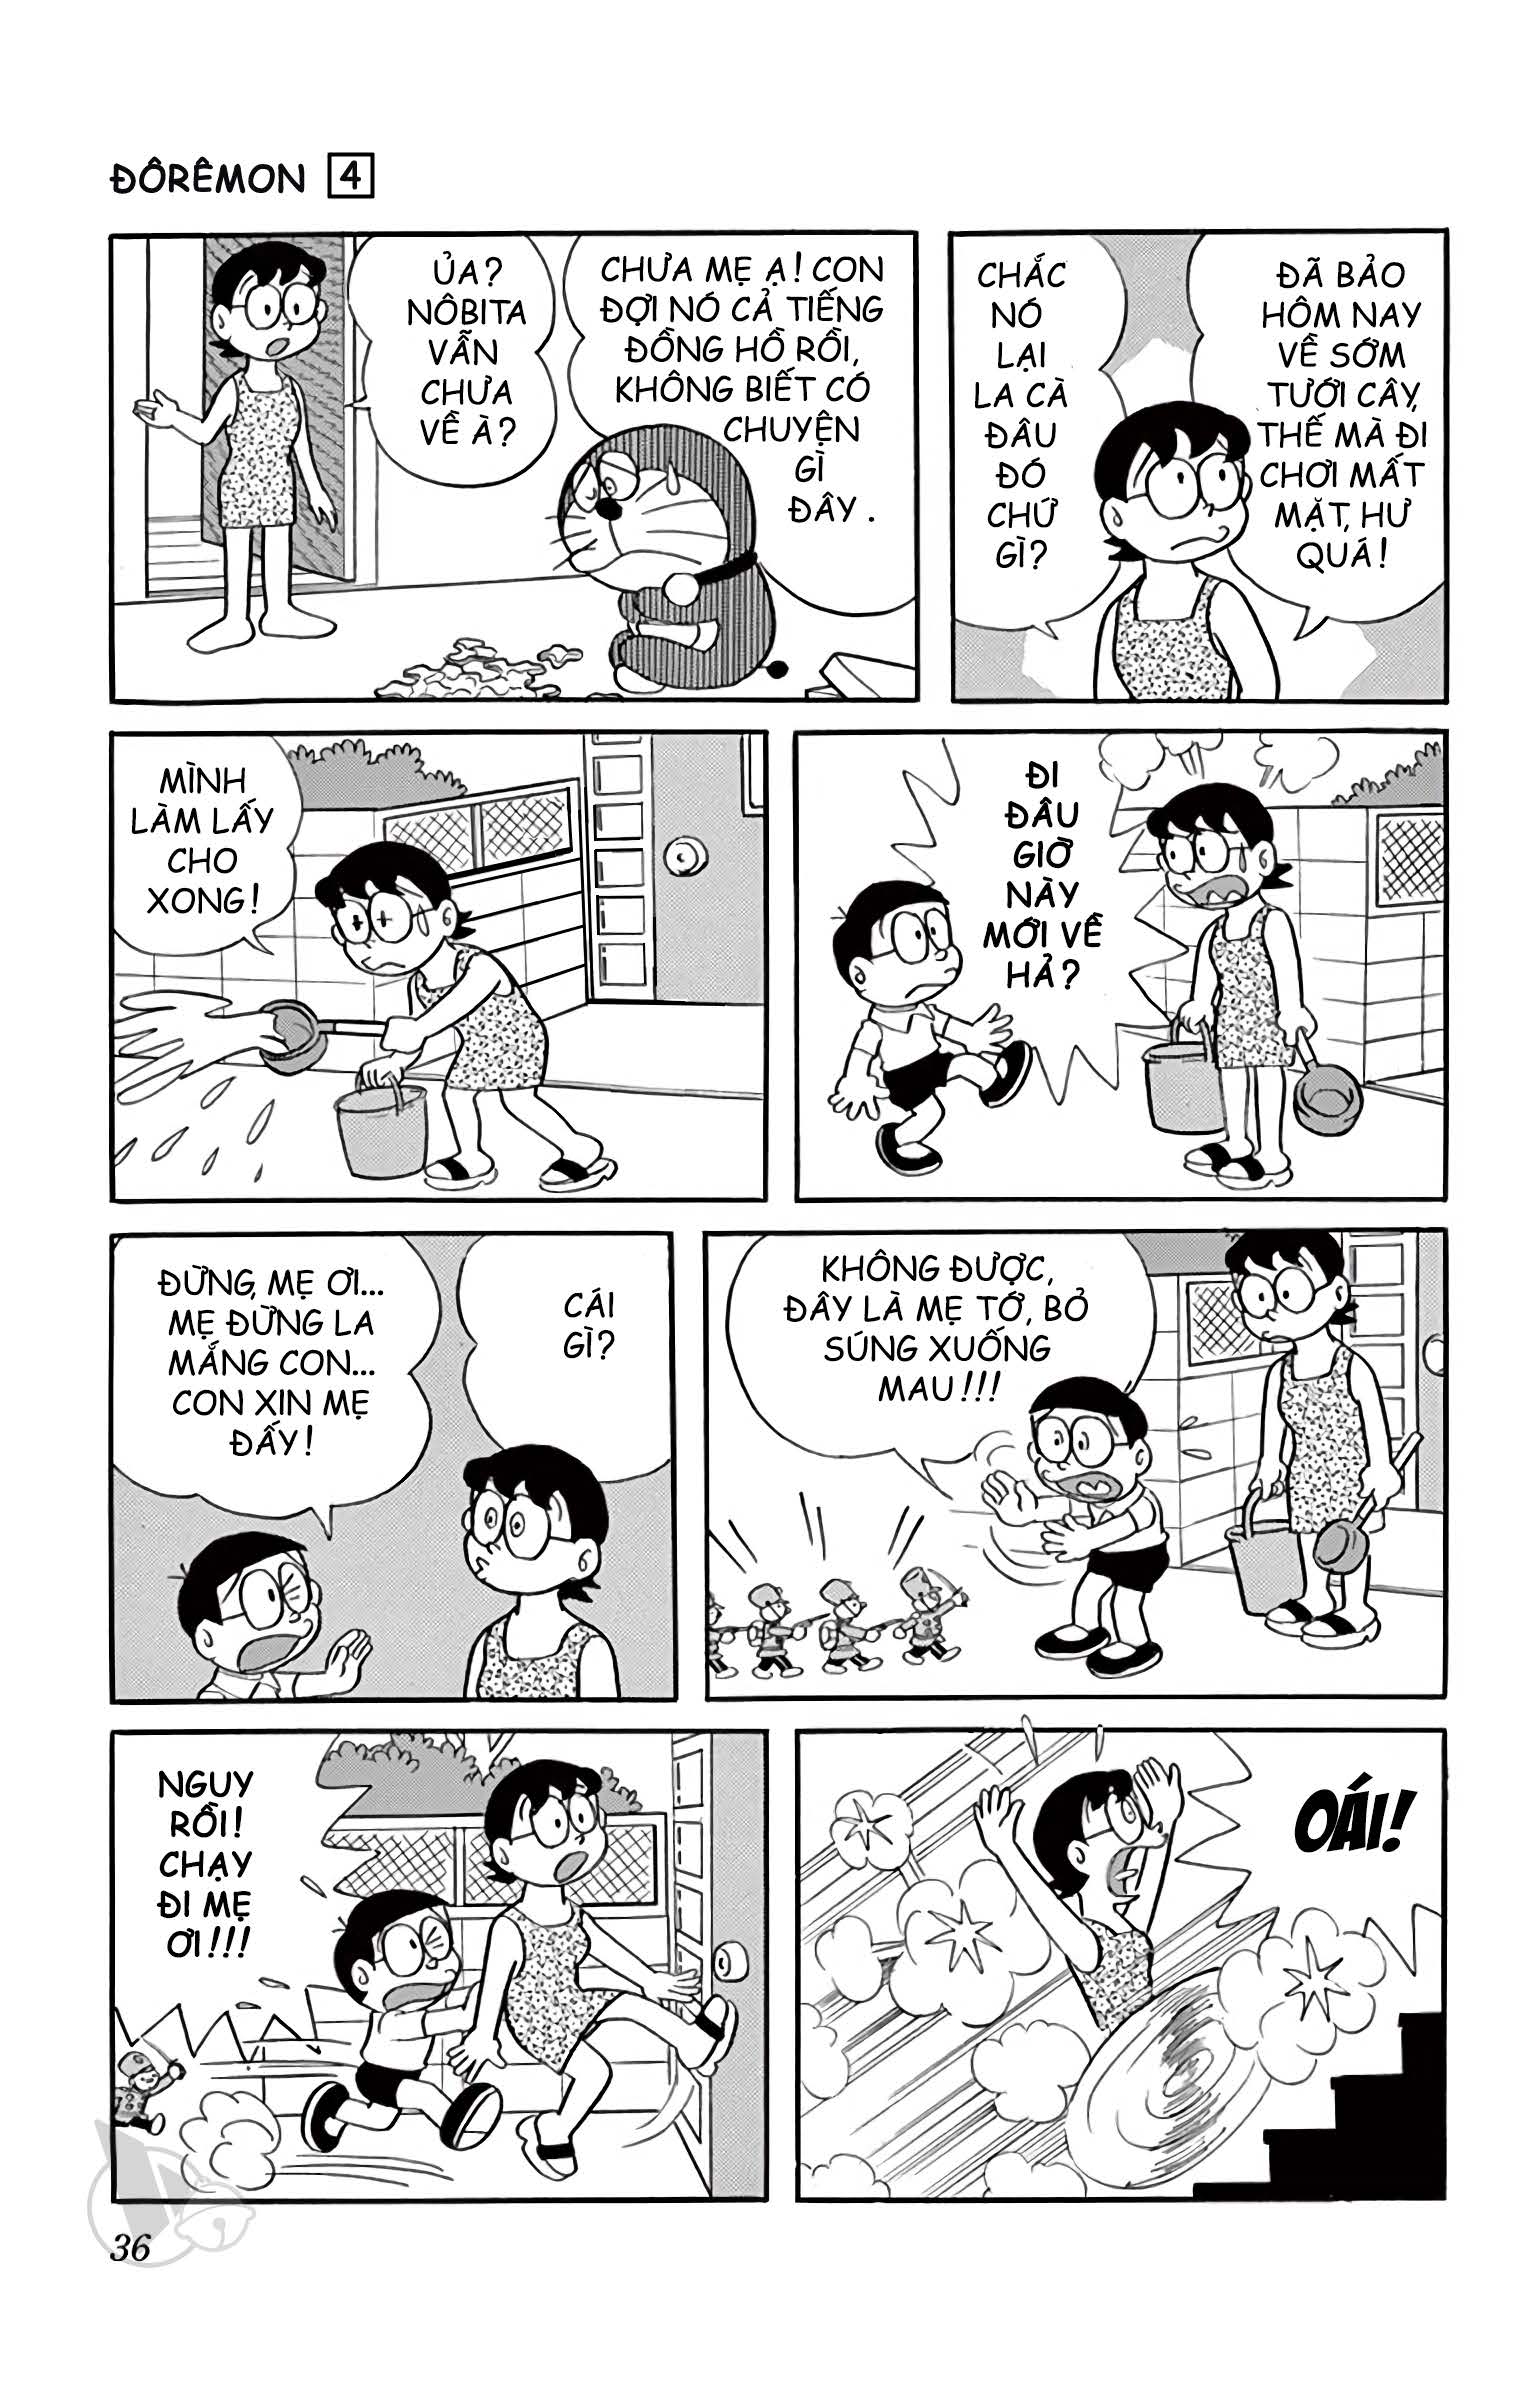 ĐÔRÊMON 4
ỦA?
NÔBITA
VẪN
CHƯA
VỀ À?
CHƯA MẸ Ạ! CON
ĐỢI NÓ CẢ TIẾNG
ĐỒNG HỒ RỒI,
KHÔNG BIẾT CÓ
CHUYỆN
GÌ
ĐÂY.
ĐÃ BẢO
HÔM NAY
VỀ SỚM
TƯỚI CÂY,
THẾ MÀ ĐI
CHƠI MẤT
MẶT, HƯ
QUÁ!
CHẮC
NÓ
LẠI
LA CÀ
ĐÂU
ĐÓ
CHỨ
GÌ?
MÌNH
LÀM LẤY
CHO
XONG!
ĐI
ĐÂU
GIỜ
NÀY
MỚI VỀ
HẢ?
ĐỪNG, MẸ ƠI...
MẸ ĐỪNG LA
MẮNG CON...
CON XIN MẸ
ĐẤY!
CÁI
GÌ?
KHÔNG ĐƯỢC,
ĐÂY LÀ MẸ TỚ, BỎ
SÚNG XUỐNG
MAU!!!
NGUY
RỒI!
CHẠY
ĐI MẸ
ƠI!!!
OÁI!
36